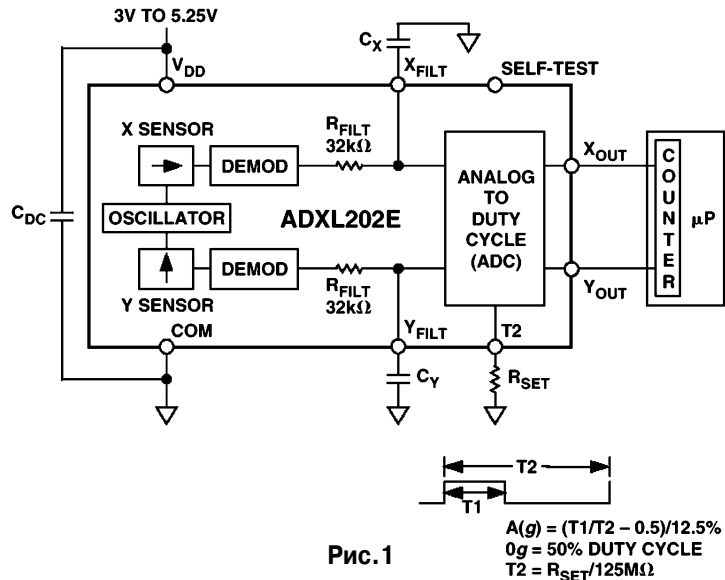 3V TO 5.25V
VDD
CX
XFILT
SELF-TEST
X SENSOR
RFILT
32kΩ
DEMOD
XOUT
CDC
OSCILLATOR
ADXL202E
ANALOG
TO
DUTY
CYCLE
(ADC)
COUNTER
µP
DEMOD
Y SENSOR
RFILT
32kΩ
YOUT
COM
YFILT
T2
CY
RSET
T2
T1
A(g) = (T1/T2 – 0.5)/12.5%
0g = 50% DUTY CYCLE
T2 = RSET/125MΩ
Рис.1